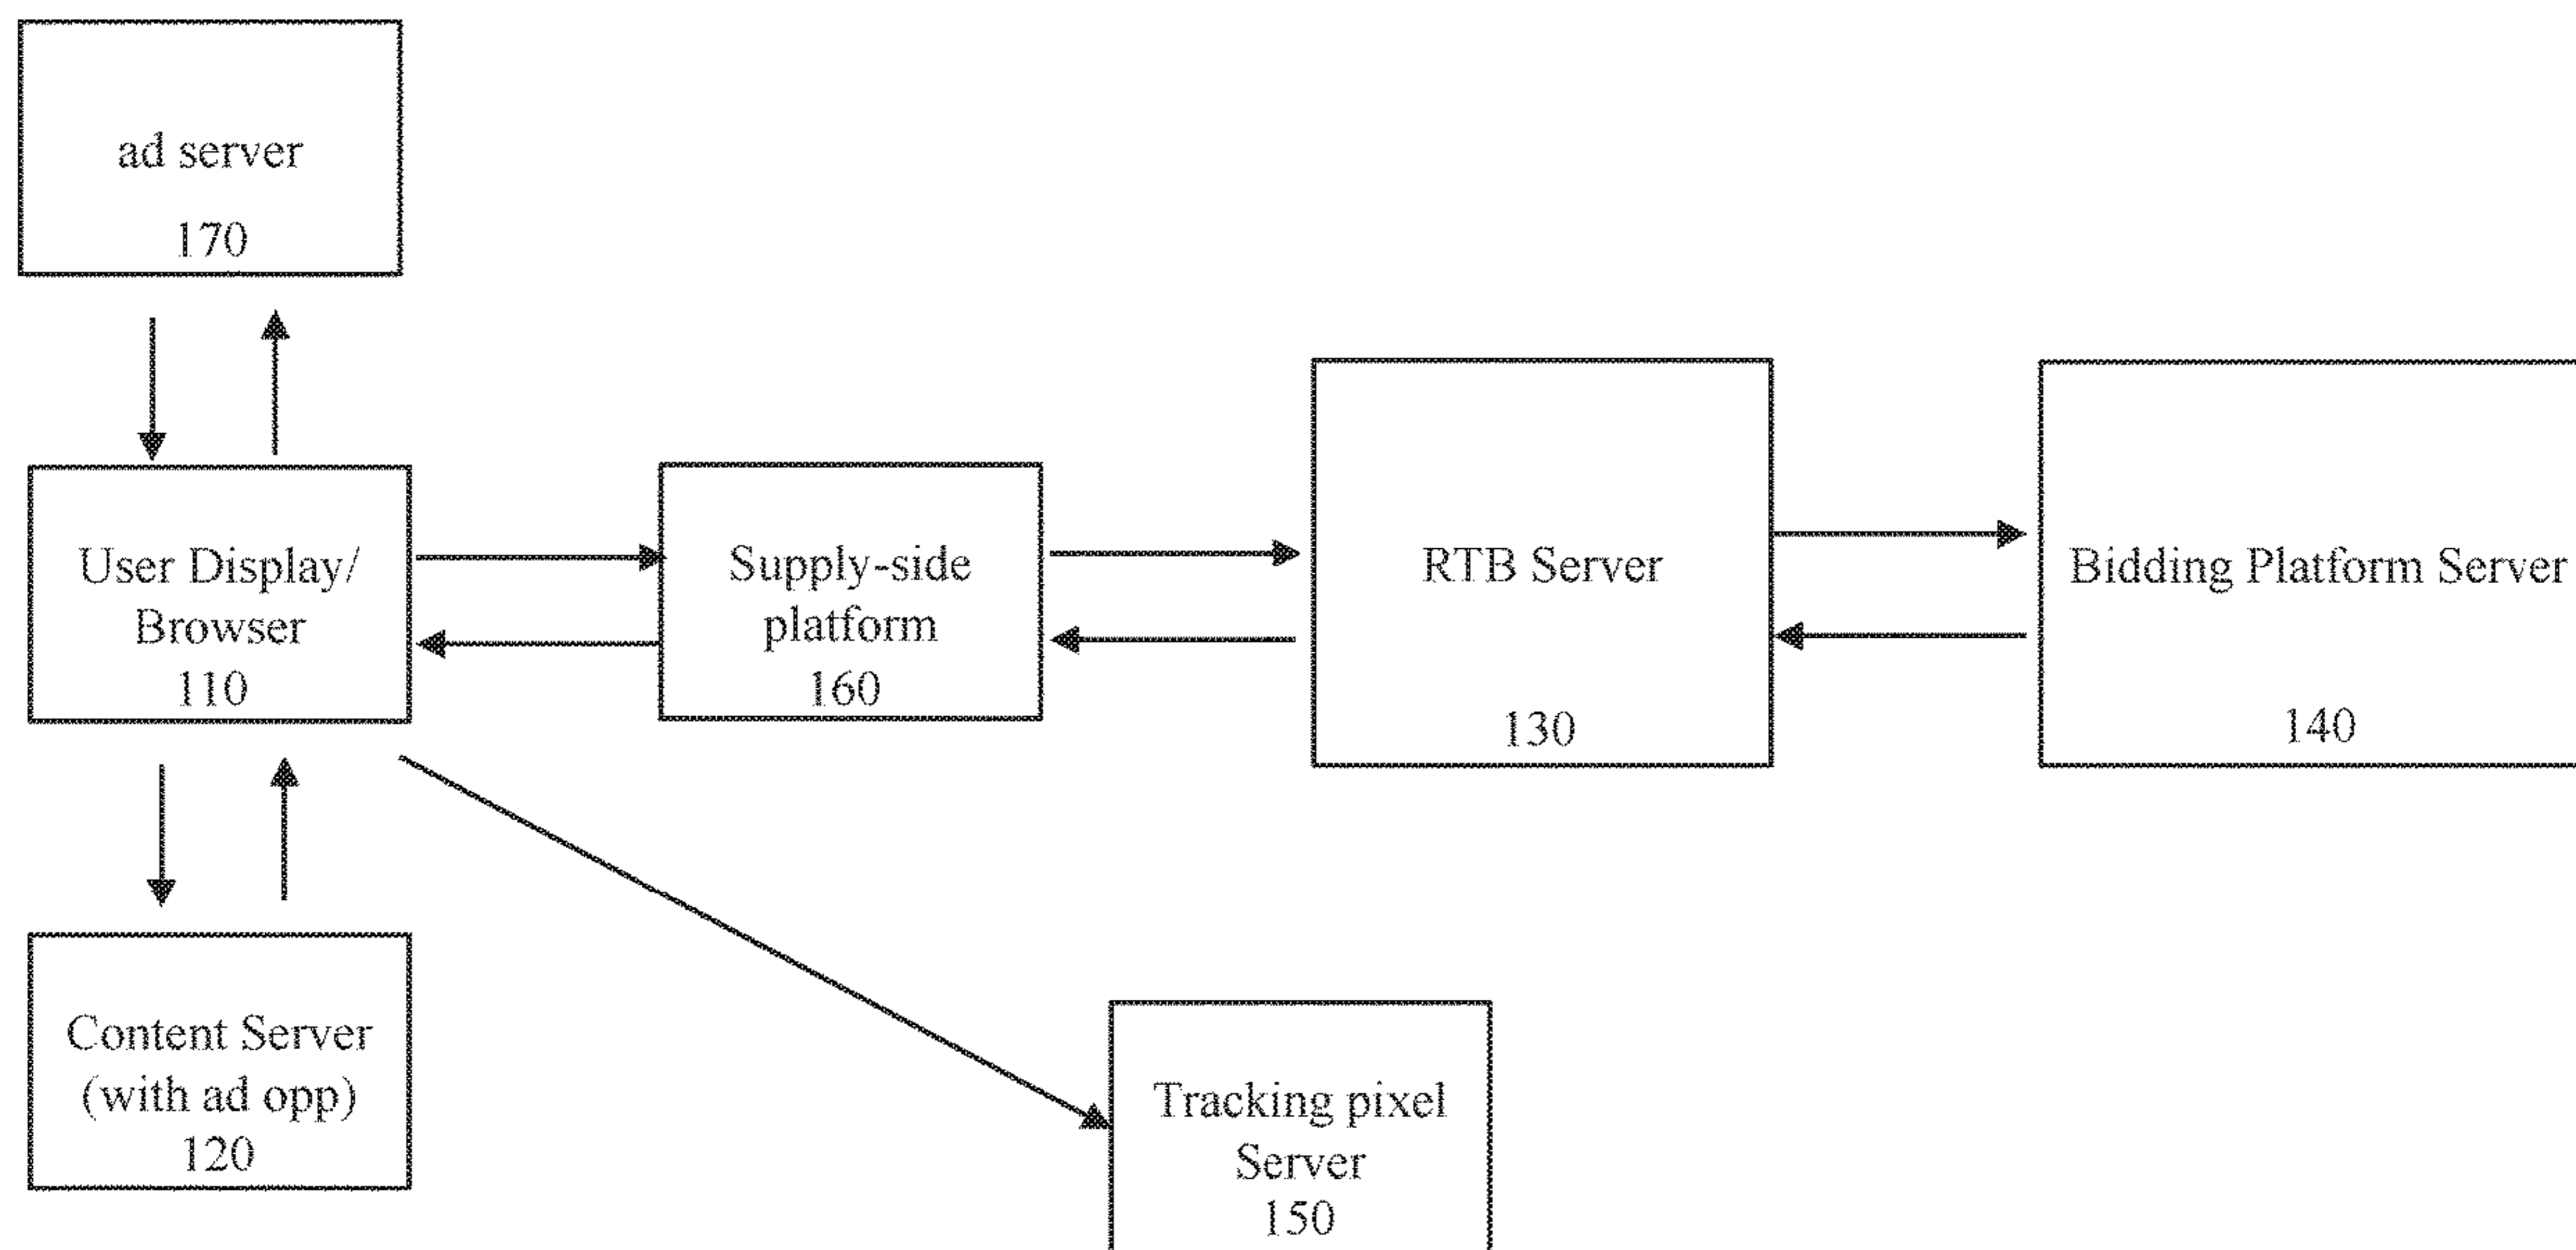 ad server
170
User Display/
Browser
110
Supply-side
platform
160
RTB Server
130
Bidding Platform Server
140
Content Server
(with ad opp)
120
Tracking pixel
Server
150